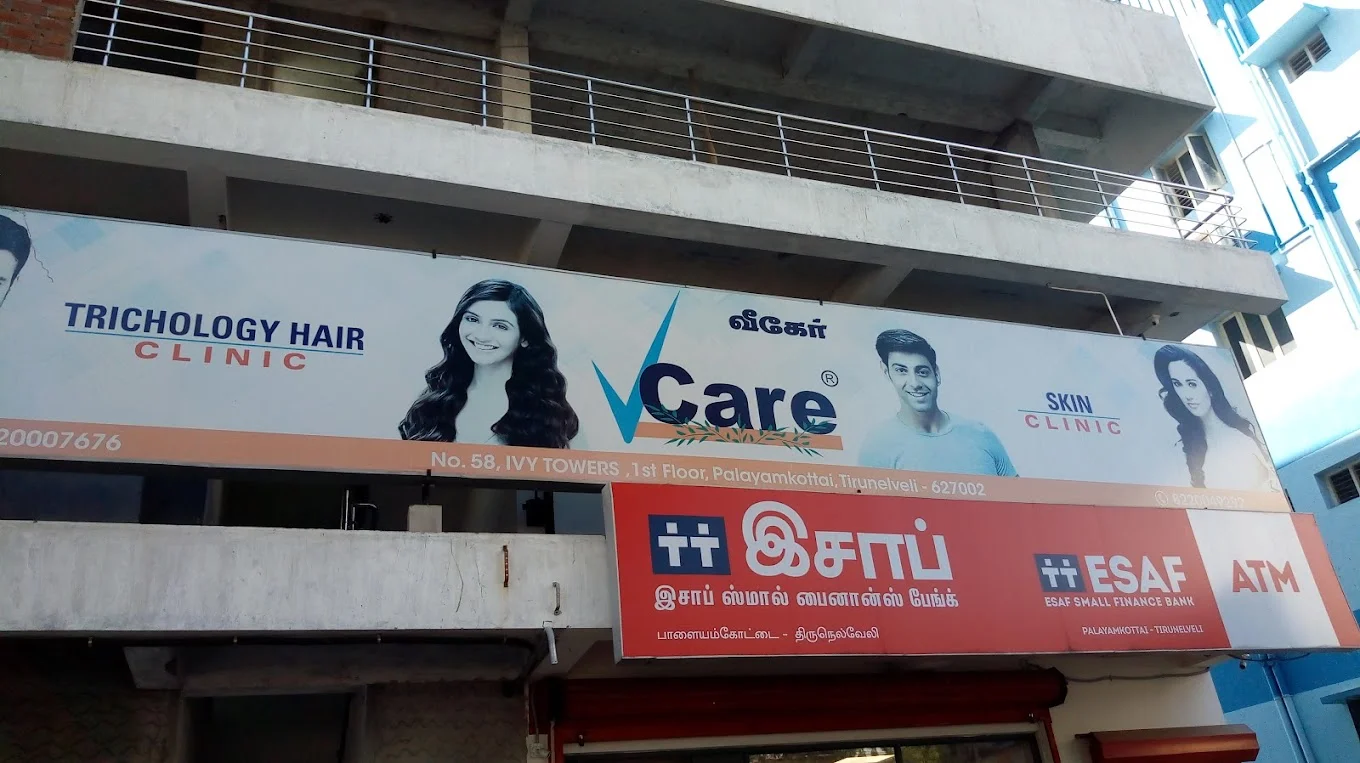 TRICHOLOGY HAIR
CLINIC
வீகேர்
Care®
SKIN
CLINIC
20007676
No. 58, IVY TOWERS ,1st Floor, Palayamkottai, Tirunelveli - 627002
இசாப்
இசாப் ஸ்மால் பைனான்ஸ் பேங்க்
பாளையம்கோட்டை - திருநெல்வேலி
ESAF
ESAF SMALL FINANCE BANK
PALAYAMKOTTAI - TIRUNELVELI
ATM